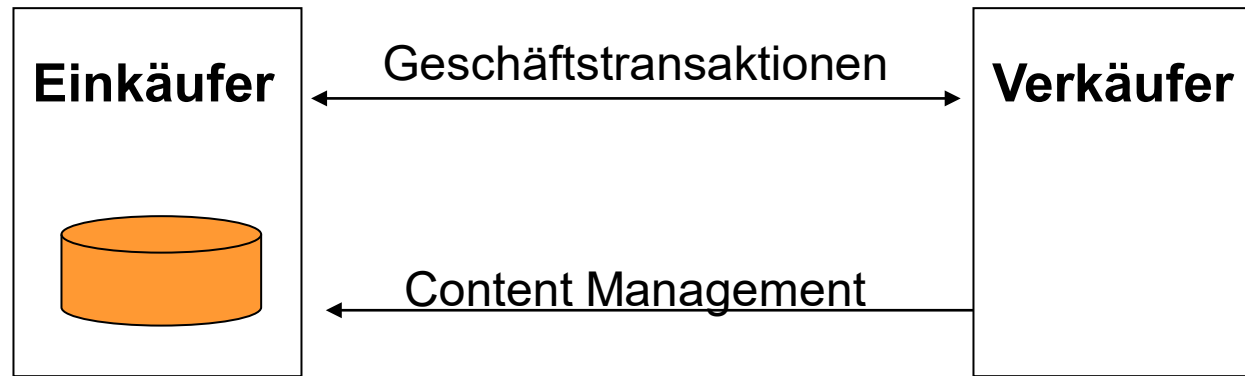 Einkäufer
Geschäftstransaktionen
Verkäufer
Content Management